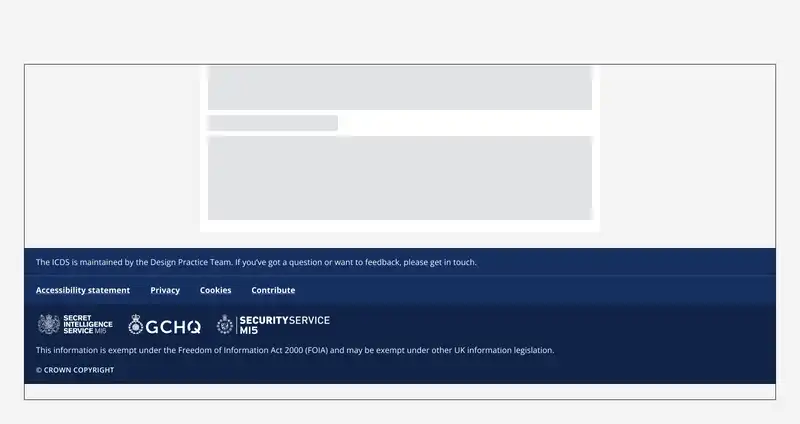 The ICDS is maintained by the Design Practice Team. If you've got a question or want to feedback, please get in touch.
Accessibility statement Privacy Cookies Contribute
SECRET
INTELLIGENCE
SERVICE MI6
GCHQ
SECURITYSERVICE
MI5
This information is exempt under the Freedom of Information Act 2000 (FOIA) and may be exempt under other UK information legislation.
© CROWN COPYRIGHT